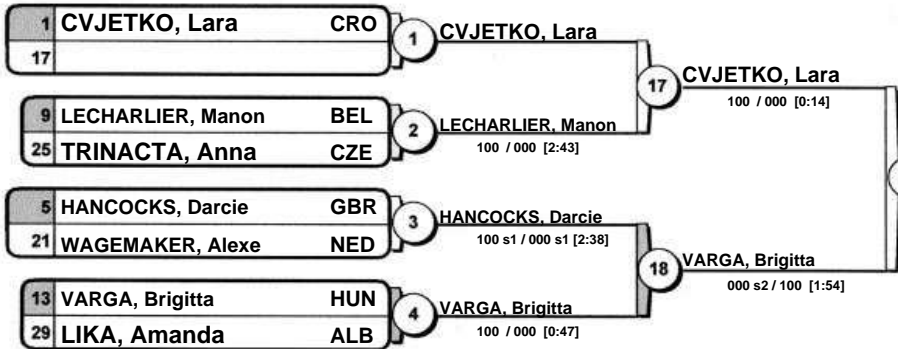 1 CVJETKO, Lara CRO
17
1
CVJETKO, Lara
9 LECHARLIER, Manon BEL
25 TRINACTA, Anna CZE
2
LECHARLIER, Manon
100 / 000 [2:43]
17
CVJETKO, Lara
100 / 000 [0:14]
5 HANCOCKS, Darcie GBR
21 WAGEMAKER, Alexe NED
3
HANCOCKS, Darcie
100 s1 / 000 s1 [2:38]
13 VARGA, Brigitta HUN
29 LIKA, Amanda ALB
4
VARGA, Brigitta
100 / 000 [0:47]
18
VARGA, Brigitta
000 s2 / 100 [1:54]